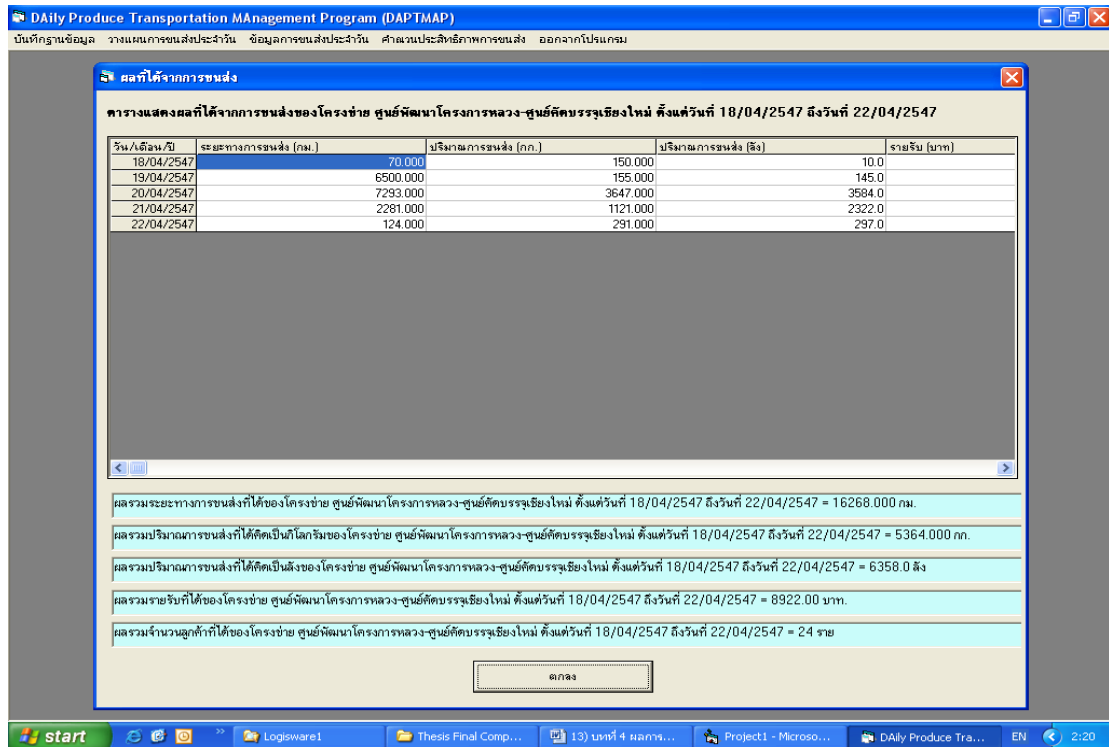 DAily Produce Transportation MAnagement Program (DAPTMAP)
บันทึกฐานข้อมูล วางแผนการขนส่งประจำวัน ข้อมูลการขนส่งประจำวัน คำณวนประสิทธิภาพการขนส่ง ออกจากโปรแกรม
ผลที่ได้จากการขนส่ง
ตารางแสดงผลที่ได้จากการขนส่งของโครงข่าย ศูนย์พัฒนาโครงการหลวง-ศูนย์คัดบรรจุเชียงใหม่ ตั้งแต่วันที่ 18/04/2547 ถึงวันที่ 22/04/2547
วัน/เดือน/ปี ระยะทางการขนส่ง (กม.) ปริมาณการขนส่ง (กก.) ปริมาณการขนส่ง (ลัง) รายรับ (บาท)
18/04/2547 70.000 150.000 10.0
19/04/2547 6500.000 155.000 145.0
20/04/2547 7293.000 3647.000 3584.0
21/04/2547 2281.000 1121.000 2322.0
22/04/2547 124.000 291.000 297.0
ผลรวมระยะทางการขนส่งที่ได้ของโครงข่าย ศูนย์พัฒนาโครงการหลวง-ศูนย์คัดบรรจุเชียงใหม่ ตั้งแต่วันที่ 18/04/2547 ถึงวันที่ 22/04/2547 = 16268.000 กม.
ผลรวมปริมาณการขนส่งที่ได้คิดเป็นกิโลกรัมของโครงข่าย ศูนย์พัฒนาโครงการหลวง-ศูนย์คัดบรรจุเชียงใหม่ ตั้งแต่วันที่ 18/04/2547 ถึงวันที่ 22/04/2547 = 5364.000 กก.
ผลรวมปริมาณการขนส่งที่ได้คิดเป็นลังของโครงข่าย ศูนย์พัฒนาโครงการหลวง-ศูนย์คัดบรรจุเชียงใหม่ ตั้งแต่วันที่ 18/04/2547 ถึงวันที่ 22/04/2547 = 6358.0 ลัง
ผลรวมรายรับที่ได้ของโครงข่าย ศูนย์พัฒนาโครงการหลวง-ศูนย์คัดบรรจุเชียงใหม่ ตั้งแต่วันที่ 18/04/2547 ถึงวันที่ 22/04/2547 = 8922.00 บาท.
ผลรวมจำนวนลูกค้าที่ได้ของโครงข่าย ศูนย์พัฒนาโครงการหลวง-ศูนย์คัดบรรจุเชียงใหม่ ตั้งแต่วันที่ 18/04/2547 ถึงวันที่ 22/04/2547 = 24 ราย
ตกลง
start Logisware1 Thesis Final Comp... 13) บทที่ 4 ผลการ... Project1 - Microso... DAily Produce Tra... EN 2:20